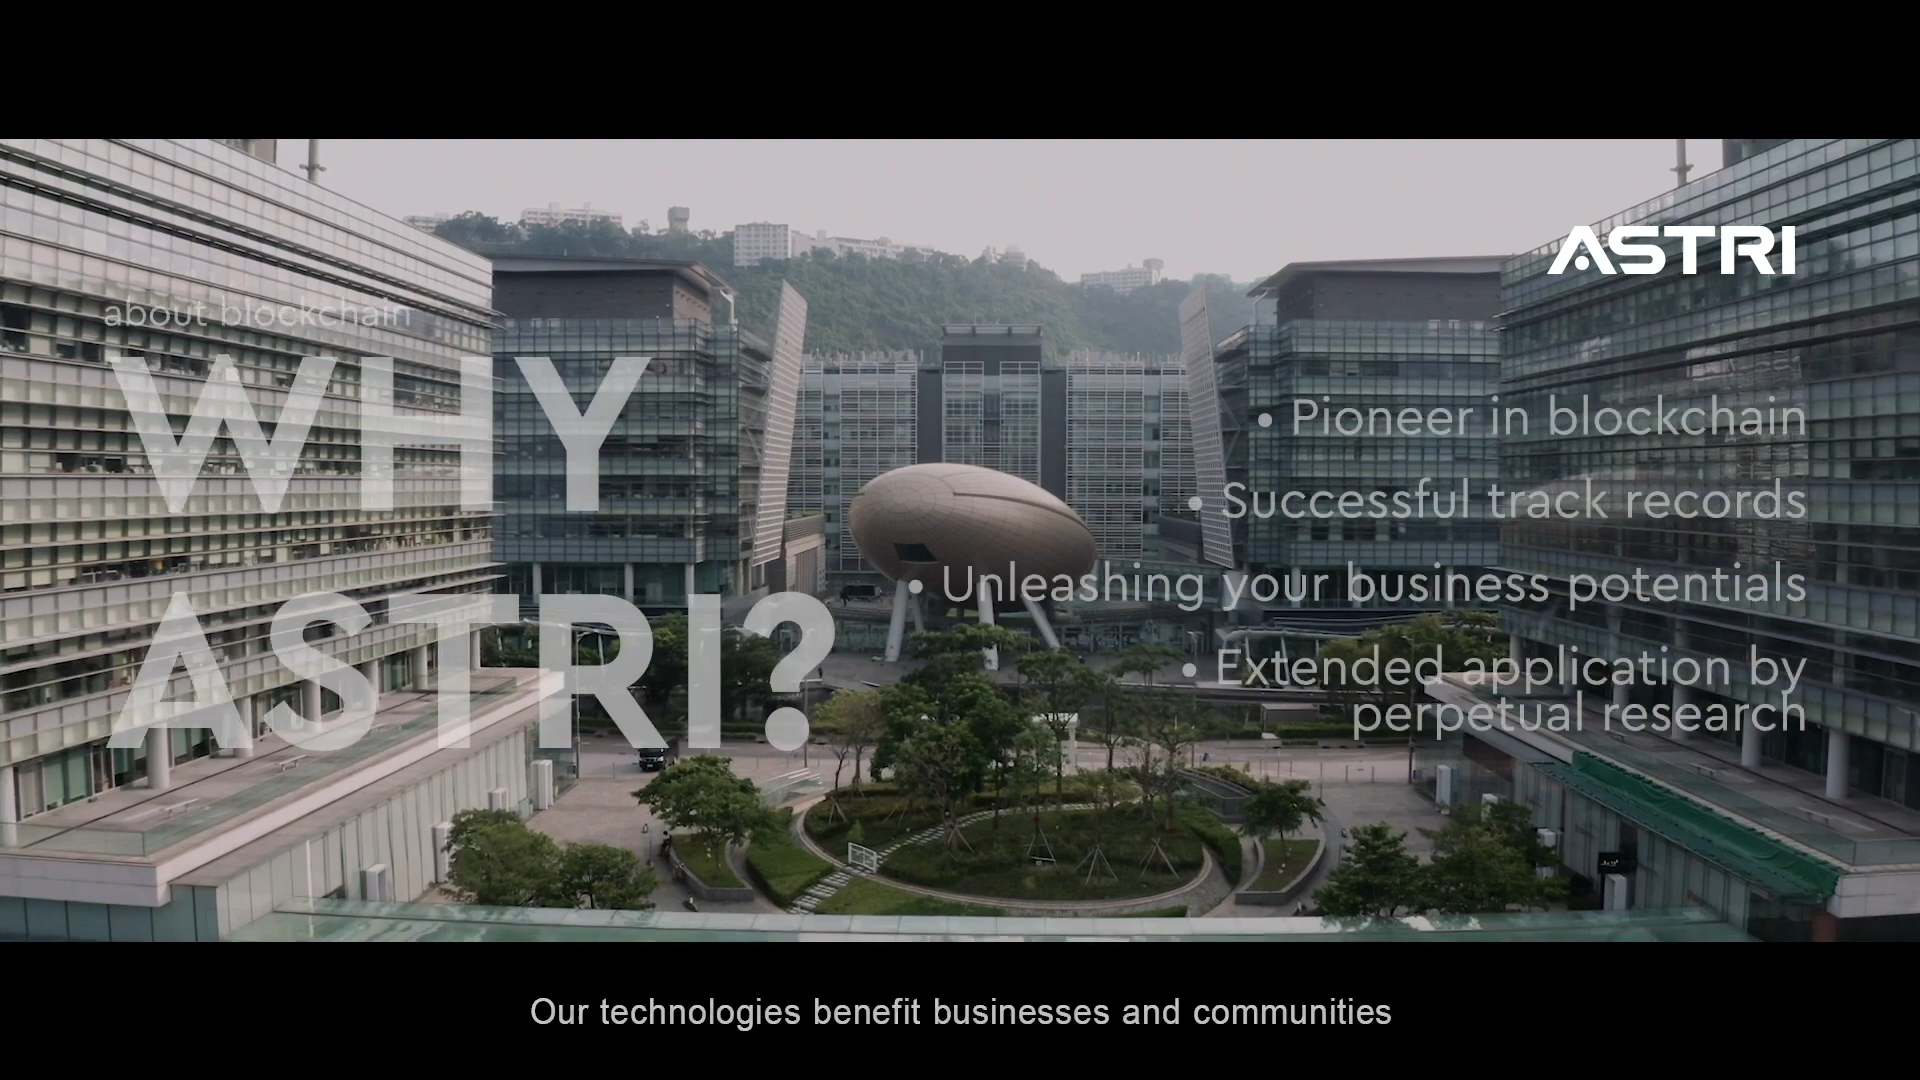 ASTRI
about blockchain
WHY
ASTRI?
• Pioneer in blockchain
• Successful track records
• Unleashing your business potentials
• Extended application by
perpetual research
Our technologies benefit businesses and communities